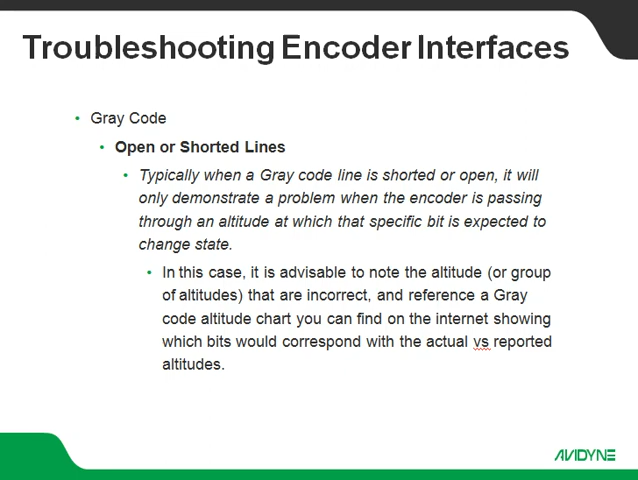 Troubleshooting Encoder Interfaces
• Gray Code
• Open or Shorted Lines
• Typically when a Gray code line is shorted or open, it will
only demonstrate a problem when the encoder is passing
through an altitude at which that specific bit is expected to
change state.
• In this case, it is advisable to note the altitude (or group
of altitudes) that are incorrect, and reference a Gray
code altitude chart you can find on the internet showing
which bits would correspond with the actual vs reported
altitudes.
AVIDYNE